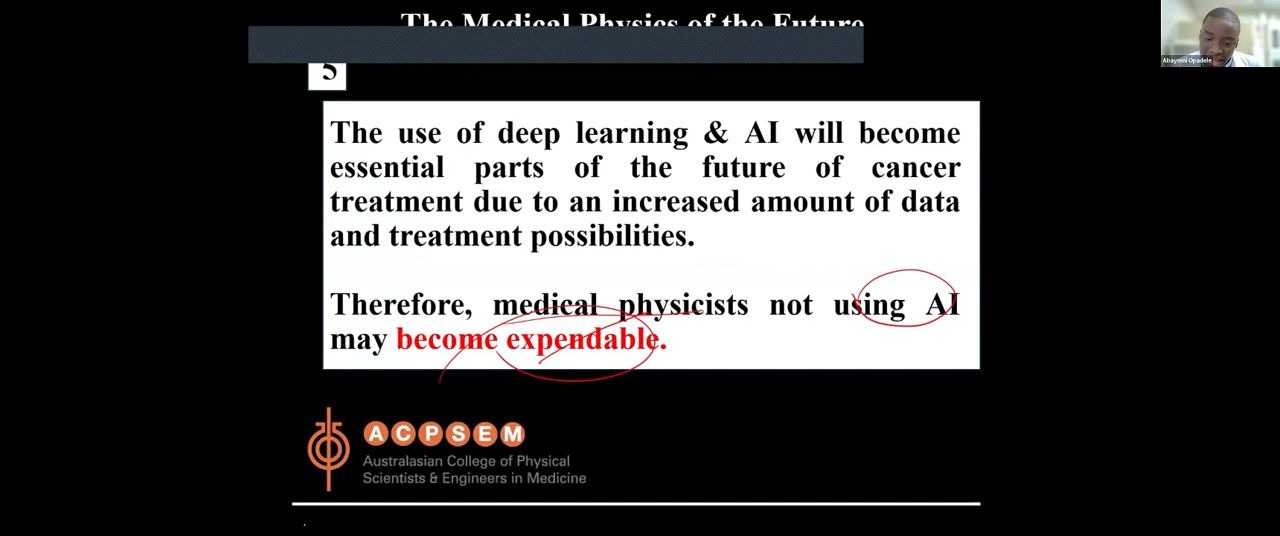 The Medical Physics of the Future
Abayomi Opadele
5
The use of deep learning & AI will become
essential parts of the future of cancer
treatment due to an increased amount of data
and treatment possibilities.
Therefore, medical physicists not using AI
may become expendable.
ACPSEM
Australasian College of Physical
Scientists & Engineers in Medicine